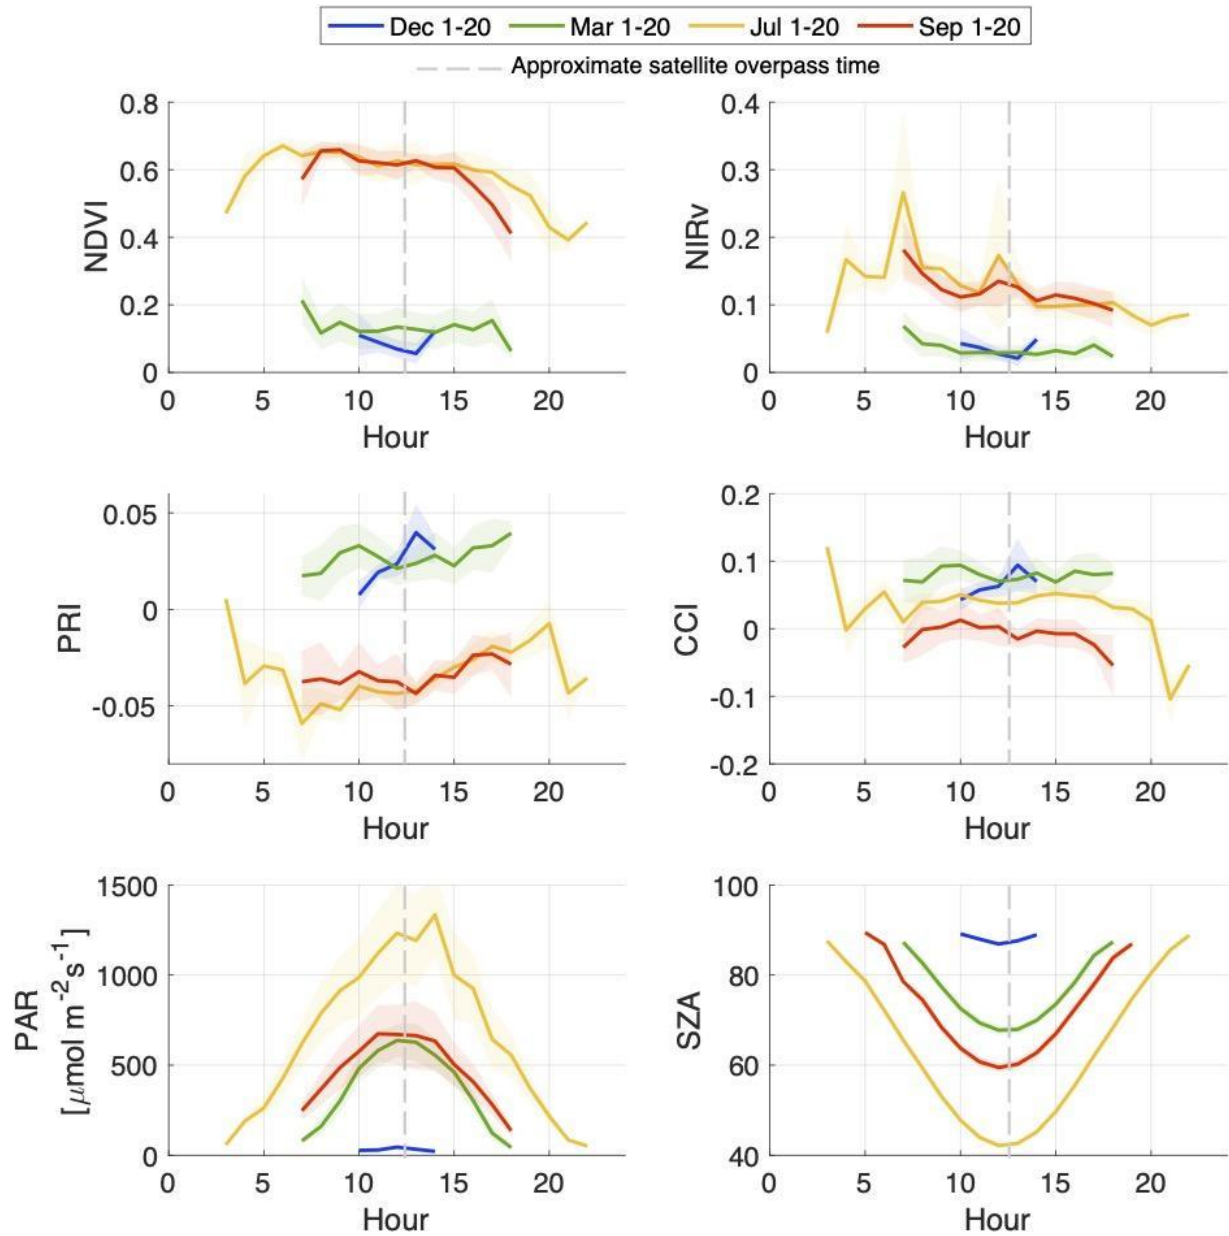 Dec 1-20 Mar 1-20 Jul 1-20 Sep 1-20
Approximate satellite overpass time
NDVI
0.8
0.6
0.4
0.2
0
0 5 10 15 20
Hour
NIRv
0.4
0.3
0.2
0.1
0
0 5 10 15 20
Hour
PRI
0.05
0
-0.05
0 5 10 15 20
Hour
CCI
0.2
0.1
0
-0.1
-0.2
0 5 10 15 20
Hour
PAR
[μmol m⁻²s⁻¹]
1500
1000
500
0
0 5 10 15 20
Hour
SZA
100
80
60
40
0 5 10 15 20
Hour